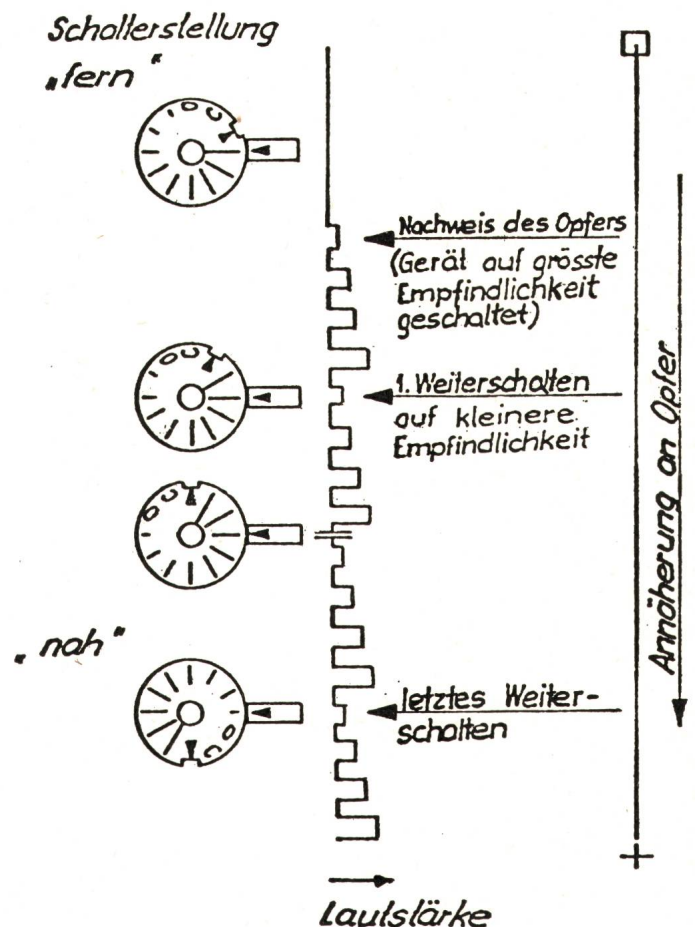 Schalterstellung
„fern“
Nachweis des Opfers
(Gerät auf grösste
Empfindlichkeit
geschaltet)
1. Weiterschalten
auf kleinere
Empfindlichkeit
Annäherung an Opfer
„nah“
letztes Weiter-
schalten
Lautstärke